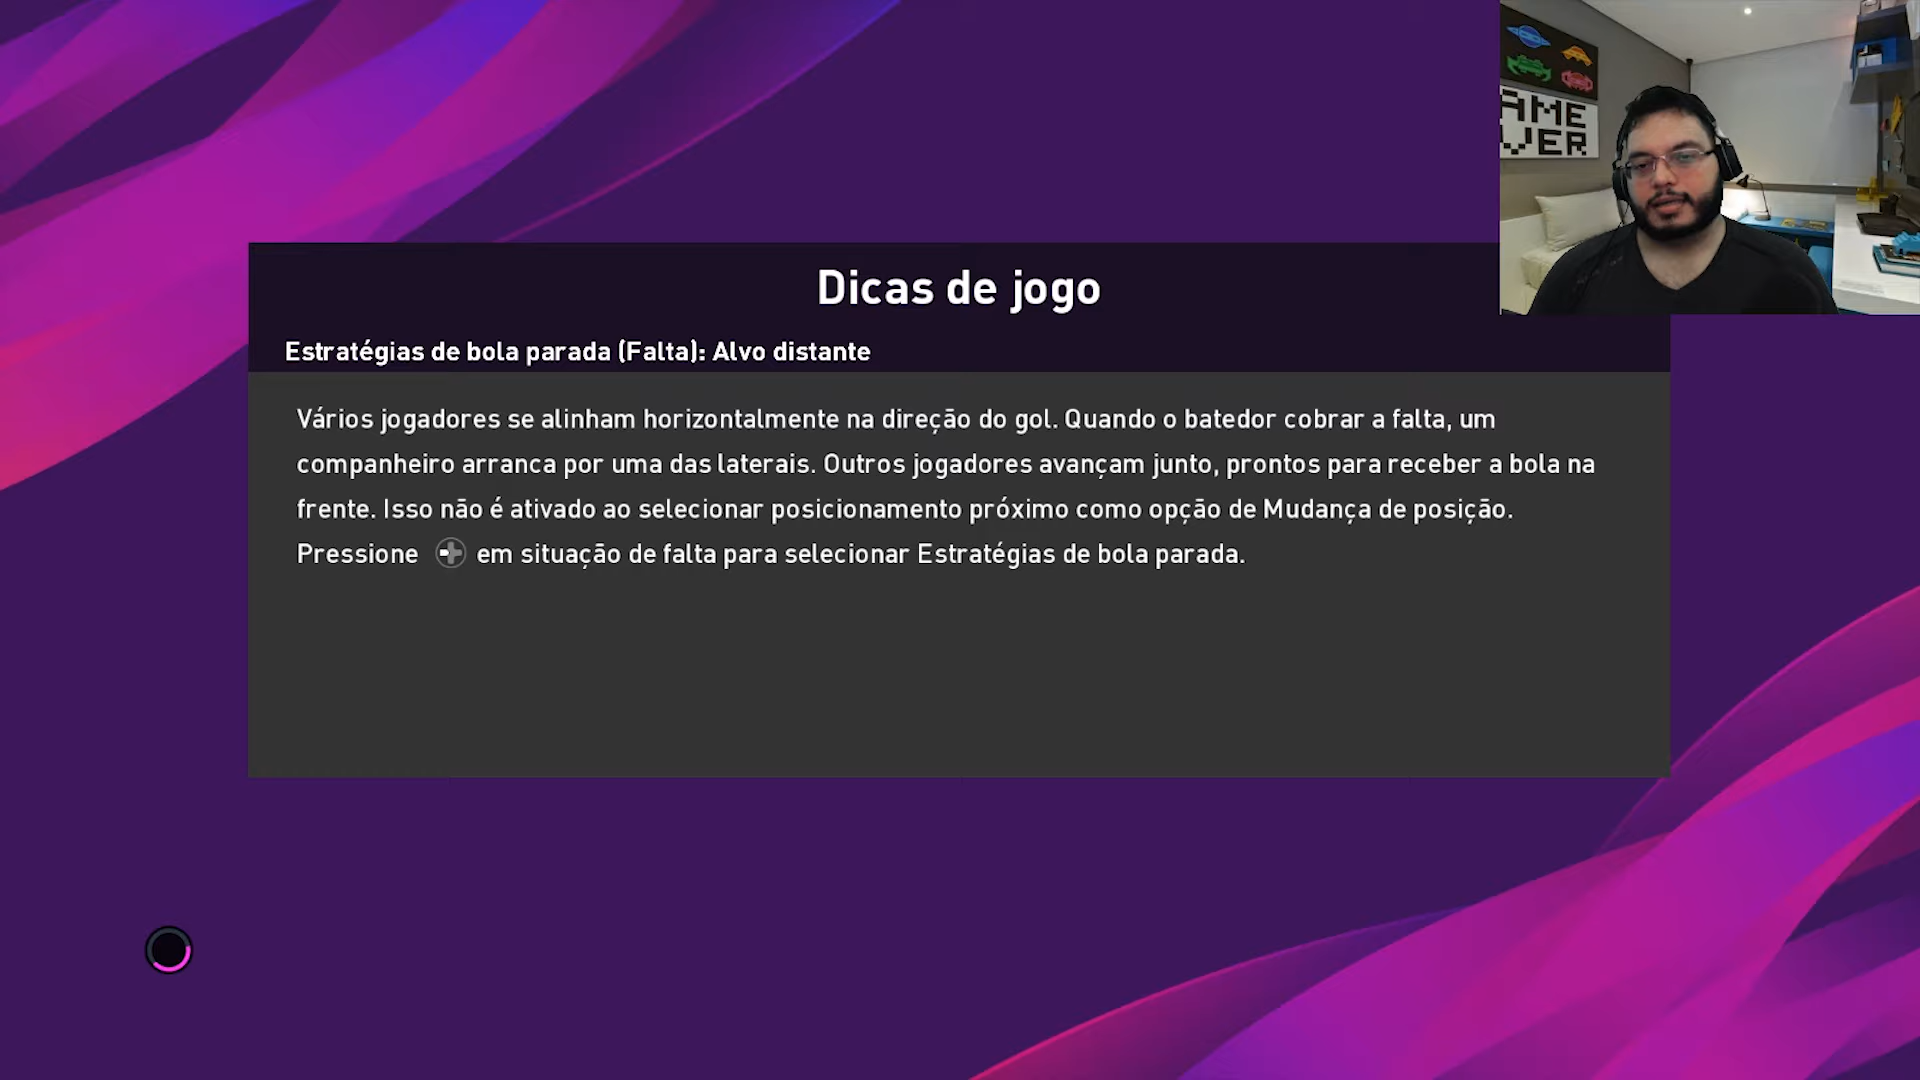 AME
VER
Dicas de jogo
Estratégias de bola parada (Falta): Alvo distante
Vários jogadores se alinham horizontalmente na direção do gol. Quando o batedor cobrar a falta, um
companheiro arranca por uma das laterais. Outros jogadores avançam junto, prontos para receber a bola na
frente. Isso não é ativado ao selecionar posicionamento próximo como opção de Mudança de posição.
Pressione em situação de falta para selecionar Estratégias de bola parada.